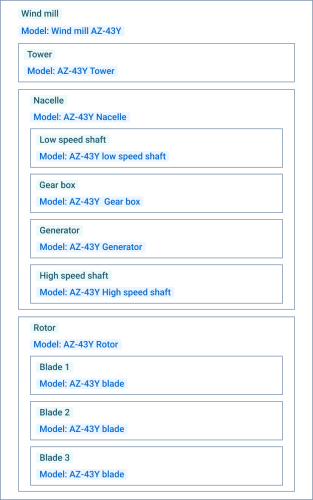 Wind mill
Model: Wind mill AZ-43Y
Tower
Model: AZ-43Y Tower
Nacelle
Model: AZ-43Y Nacelle
Low speed shaft
Model: AZ-43Y low speed shaft
Gear box
Model: AZ-43Y  Gear box
Generator
Model: AZ-43Y Generator
High speed shaft
Model: AZ-43Y High speed shaft
Rotor
Model: AZ-43Y Rotor
Blade 1
Model: AZ-43Y blade
Blade 2
Model: AZ-43Y blade
Blade 3
Model: AZ-43Y blade